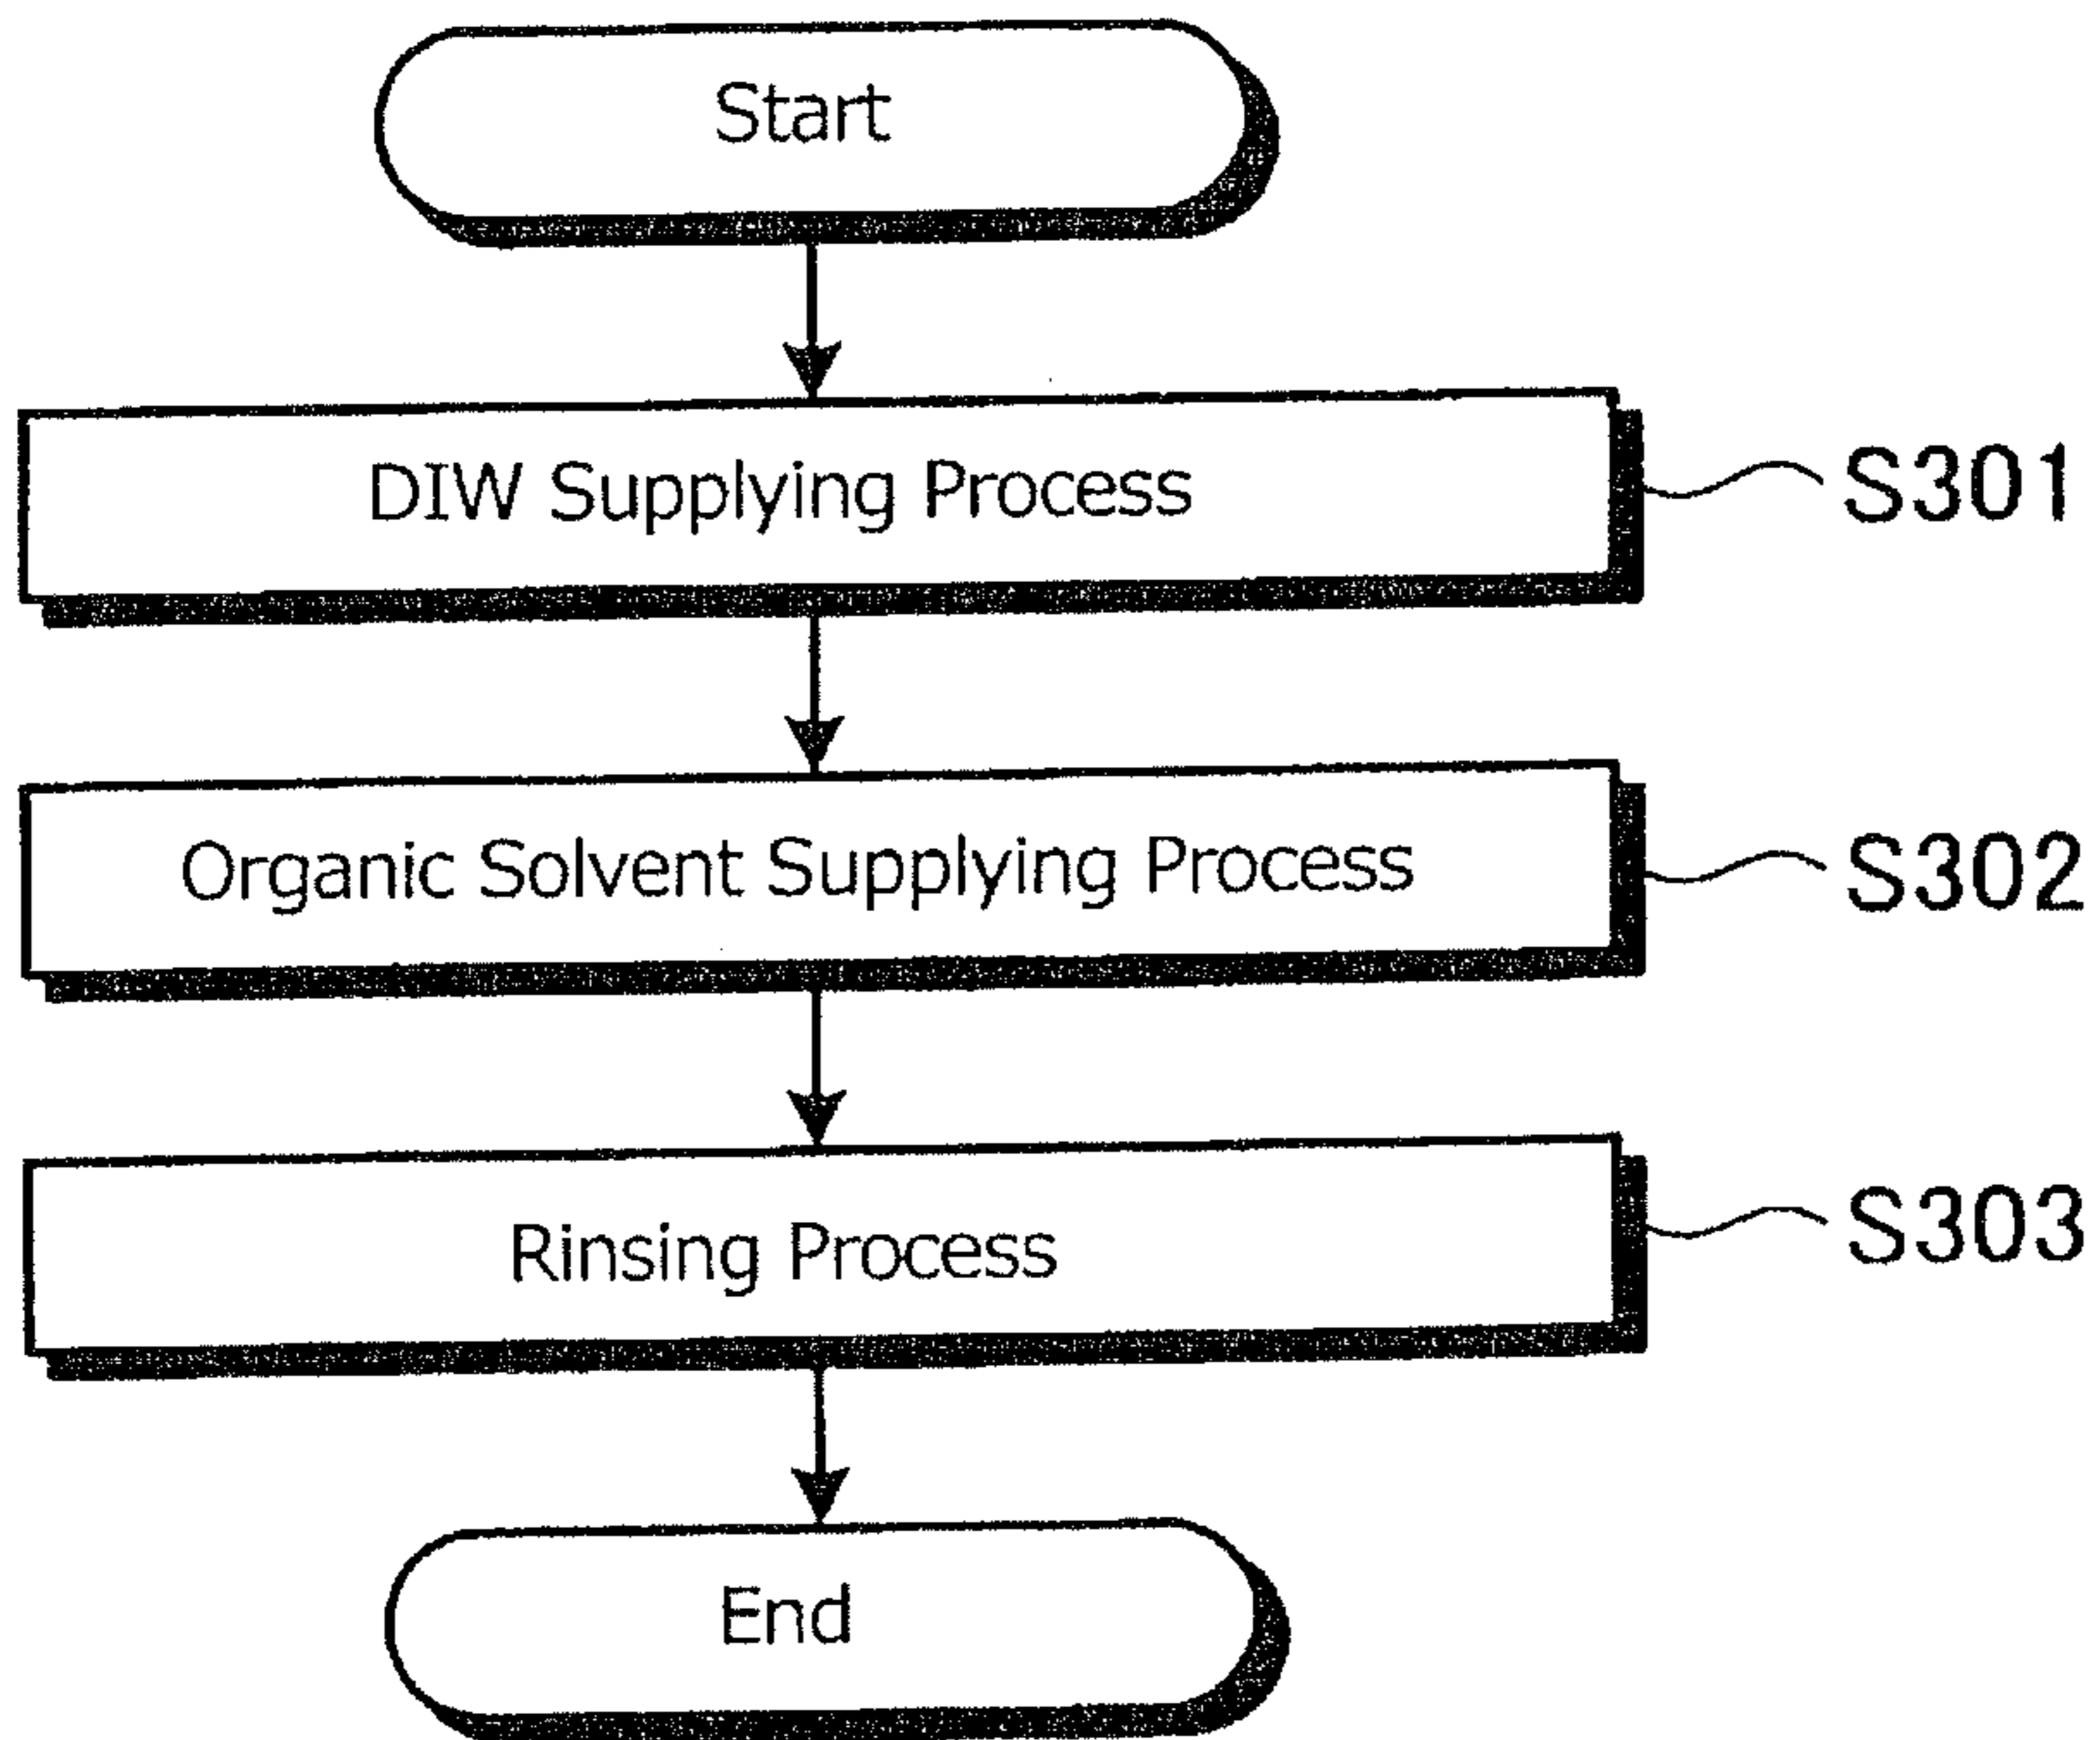 Start
DIW Supplying Process
S301
Organic Solvent Supplying Process
S302
Rinsing Process
S303
End